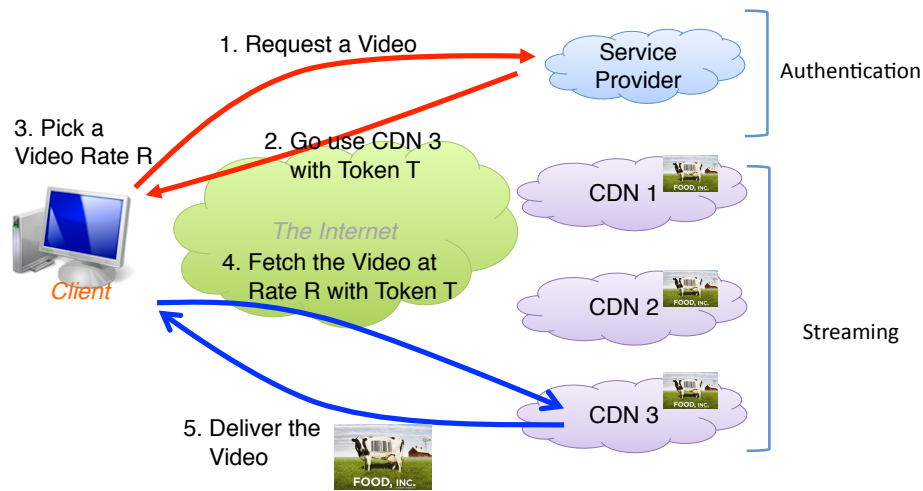 1. Request a Video
Service
Provider
Authentication
3. Pick a
Video Rate R
2. Go use CDN 3
with Token T
CDN 1
FOOD, INC.
The Internet
Client
4. Fetch the Video at
Rate R with Token T
CDN 2
FOOD, INC.
Streaming
CDN 3
FOOD, INC.
5. Deliver the
Video
FOOD, INC.